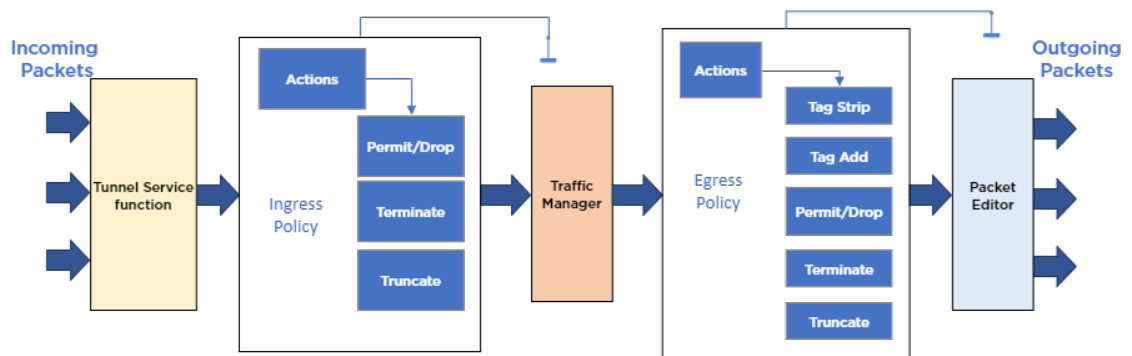 Incoming
Packets
Tunnel Service
function
Actions
Permit/Drop
Ingress
Policy
Terminate
Truncate
Traffic
Manager
Actions
Tag Strip
Tag Add
Egress
Policy
Permit/Drop
Terminate
Truncate
Packet
Editor
Outgoing
Packets